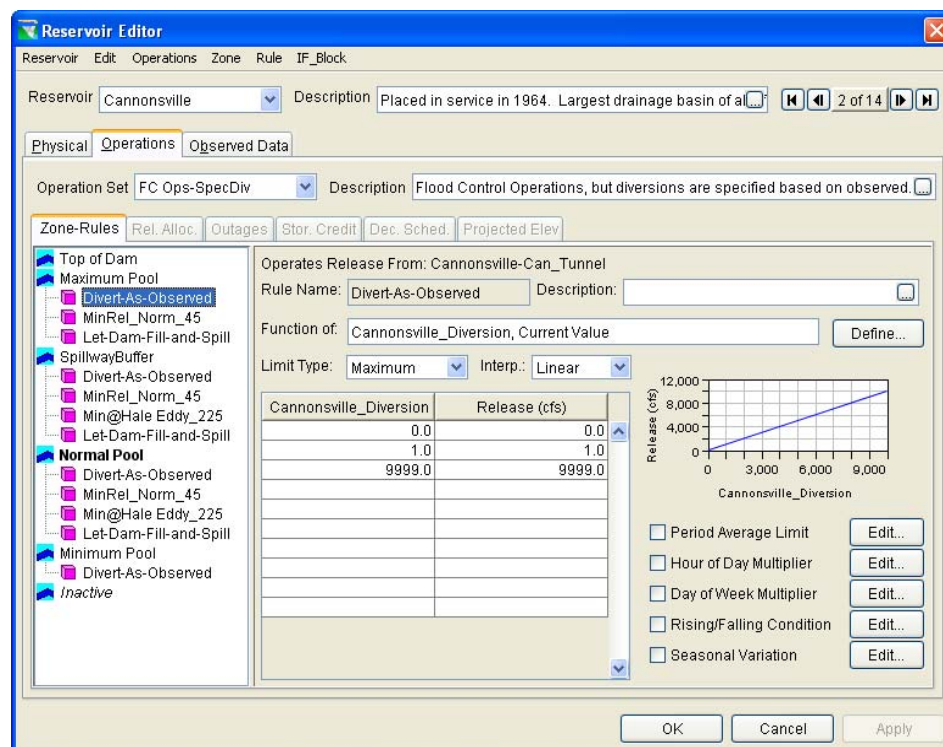 Reservoir Editor
Reservoir Edit Operations Zone Rule IF_Block
Reservoir Cannonsville Description Placed in service in 1964. Largest drainage basin of al ... 2 of 14
Physical Operations Observed Data
Operation Set FC Ops-SpecDiv Description Flood Control Operations, but diversions are specified based on observed. ...
Zone-Rules Rel. Alloc. Outages Stor. Credit Dec. Sched. Projected Elev
Top of Dam
Maximum Pool
Divert-As-Observed
MinRel_Norm_45
Let-Dam-Fill-and-Spill
SpillwayBuffer
Divert-As-Observed
MinRel_Norm_45
Min@Hale Eddy_225
Let-Dam-Fill-and-Spill
Normal Pool
Divert-As-Observed
MinRel_Norm_45
Min@Hale Eddy_225
Let-Dam-Fill-and-Spill
Minimum Pool
Divert-As-Observed
Inactive
Operates Release From: Cannonsville-Can_Tunnel
Rule Name: Divert-As-Observed Description: ...
Function of: Cannonsville_Diversion, Current Value Define...
Limit Type: Maximum Interp.: Linear
Cannonsville_Diversion Release (cfs)
0.0 0.0
1.0 1.0
9999.0 9999.0
Release (cfs)
12,000
8,000
4,000
0
0 3,000 6,000 9,000
Cannonsville_Diversion
Period Average Limit Edit...
Hour of Day Multiplier Edit...
Day of Week Multiplier Edit...
Rising/Falling Condition Edit...
Seasonal Variation Edit...
OK Cancel Apply